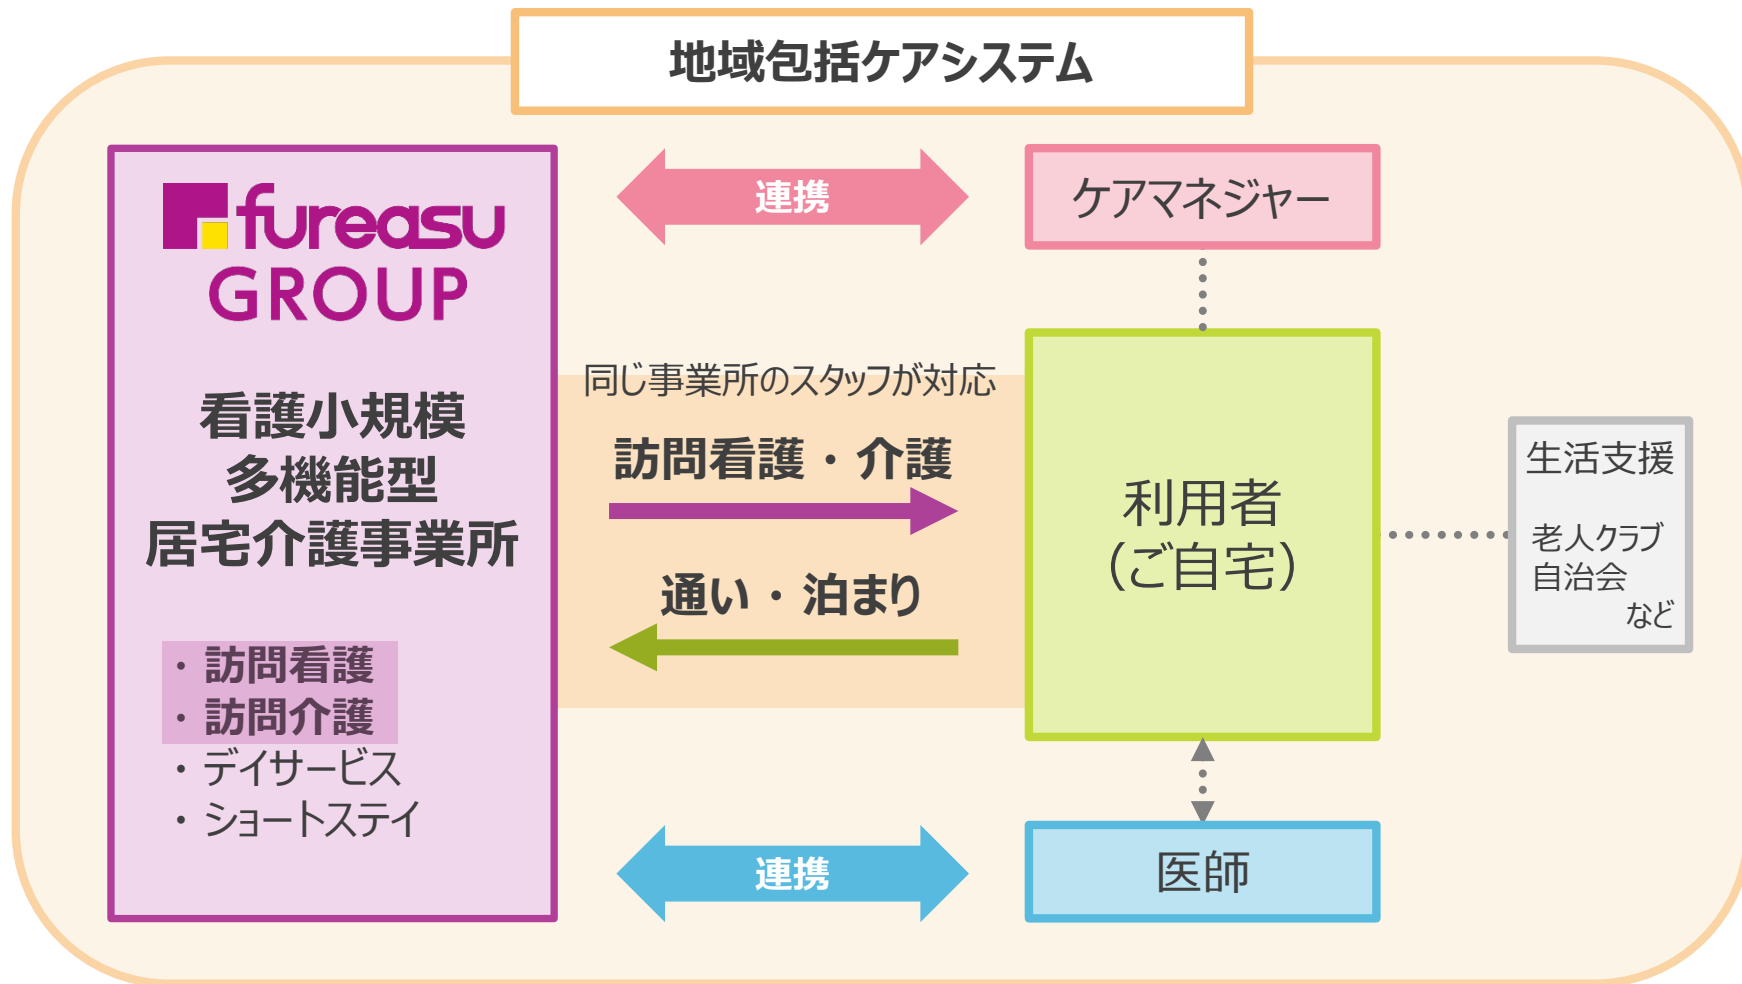 地域包括ケアシステム
fureasu
GROUP
看護小規模
多機能型
居宅介護事業所
・訪問看護
・訪問介護
・デイサービス
・ショートステイ
連携
同じ事業所のスタッフが対応
訪問看護・介護
通い・泊まり
連携
ケアマネジャー
利用者
（ご自宅）
医師
生活支援
老人クラブ
自治会
など